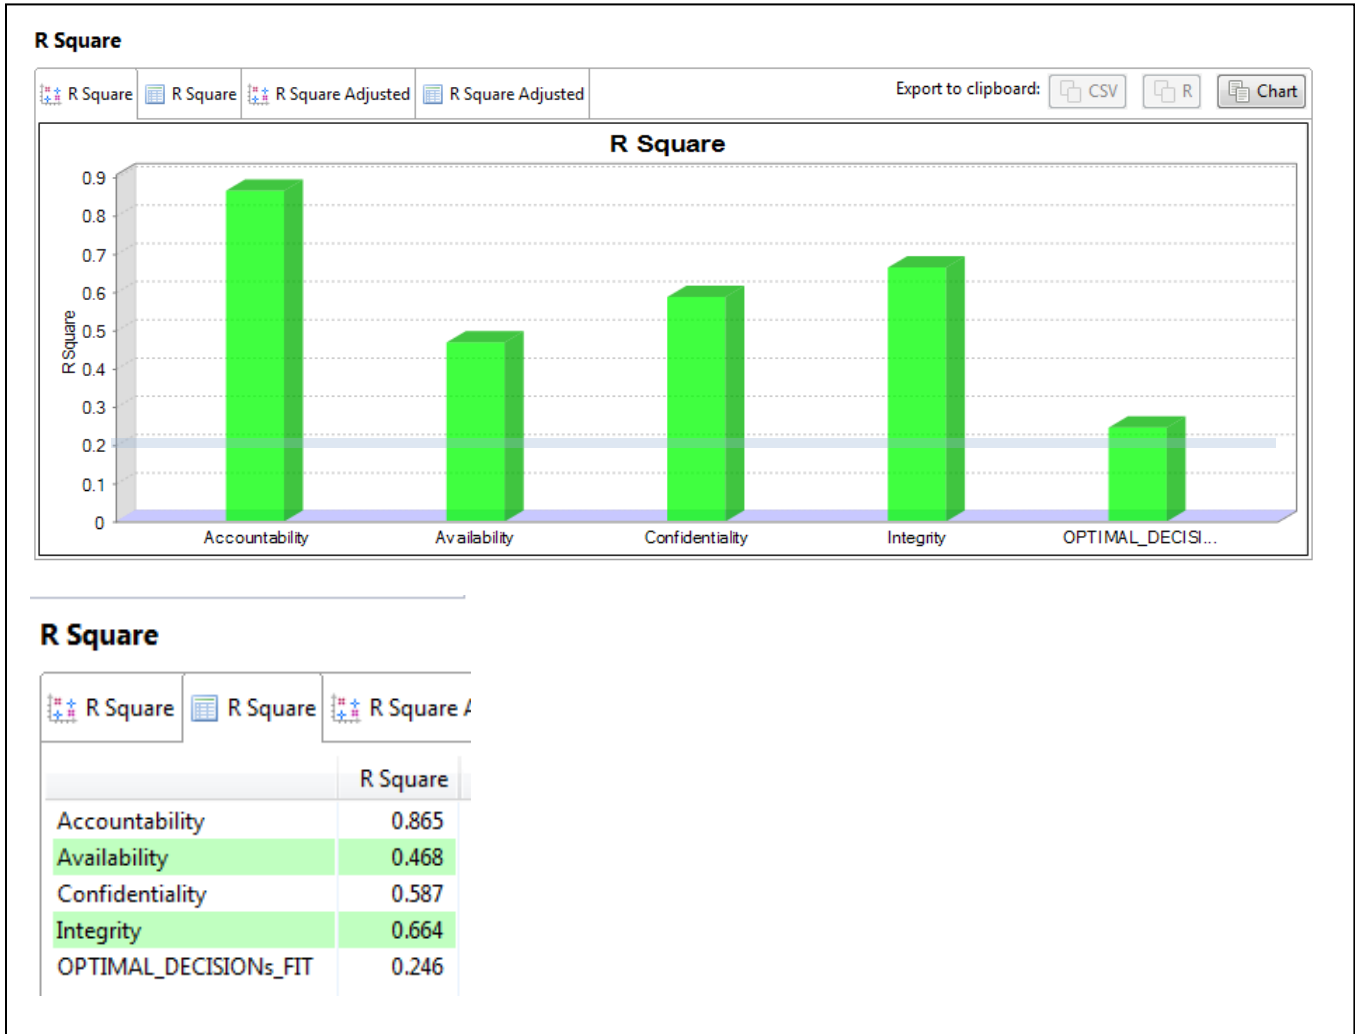 R Square
R Square R Square R Square Adjusted R Square Adjusted Export to clipboard: CSV R Chart
R Square
0.9
0.8
0.7
0.6
0.5
0.4
0.3
0.2
0.1
0
R Square
Accountability Availability Confidentiality Integrity OPTIMAL_DECISI...
R Square
R Square R Square R Square A
R Square
Accountability 0.865
Availability 0.468
Confidentiality 0.587
Integrity 0.664
OPTIMAL_DECISIONs_FIT 0.246